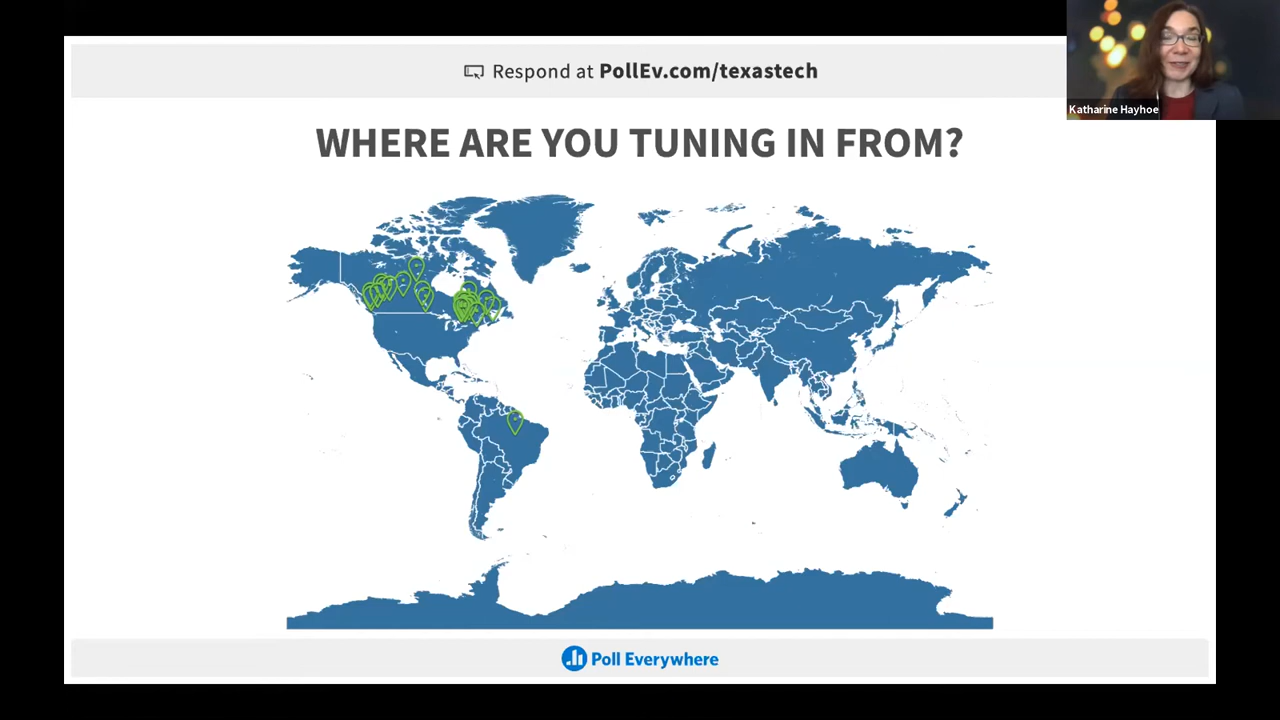 Respond at PollEv.com/texastech
Katharine Hayhoe
WHERE ARE YOU TUNING IN FROM?
Poll Everywhere